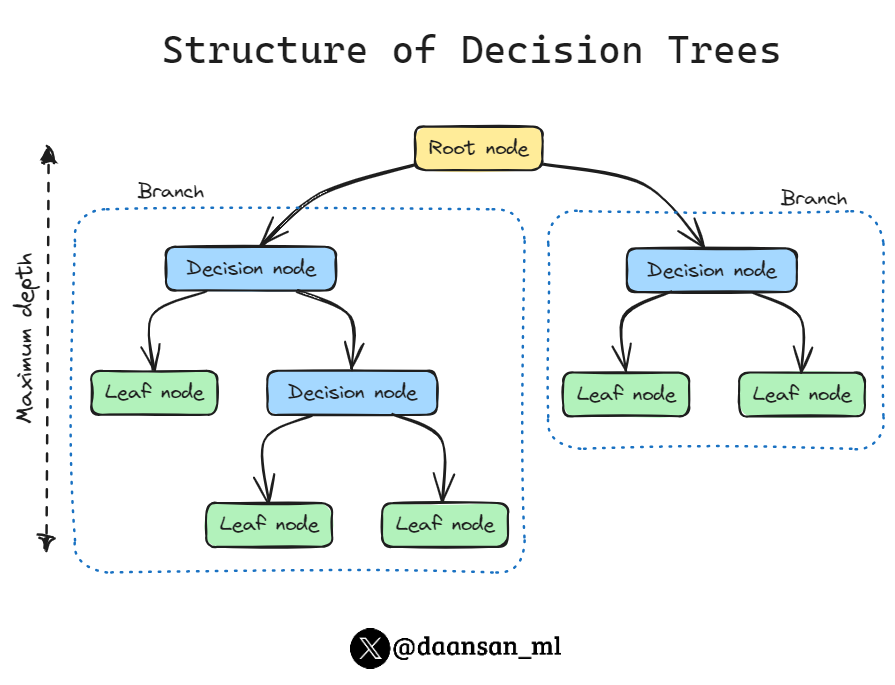 Structure of Decision Trees
Root node
Branch
Branch
Maximum depth
Decision node
Decision node
Leaf node
Decision node
Leaf node
Leaf node
Leaf node
Leaf node
@daansan_ml